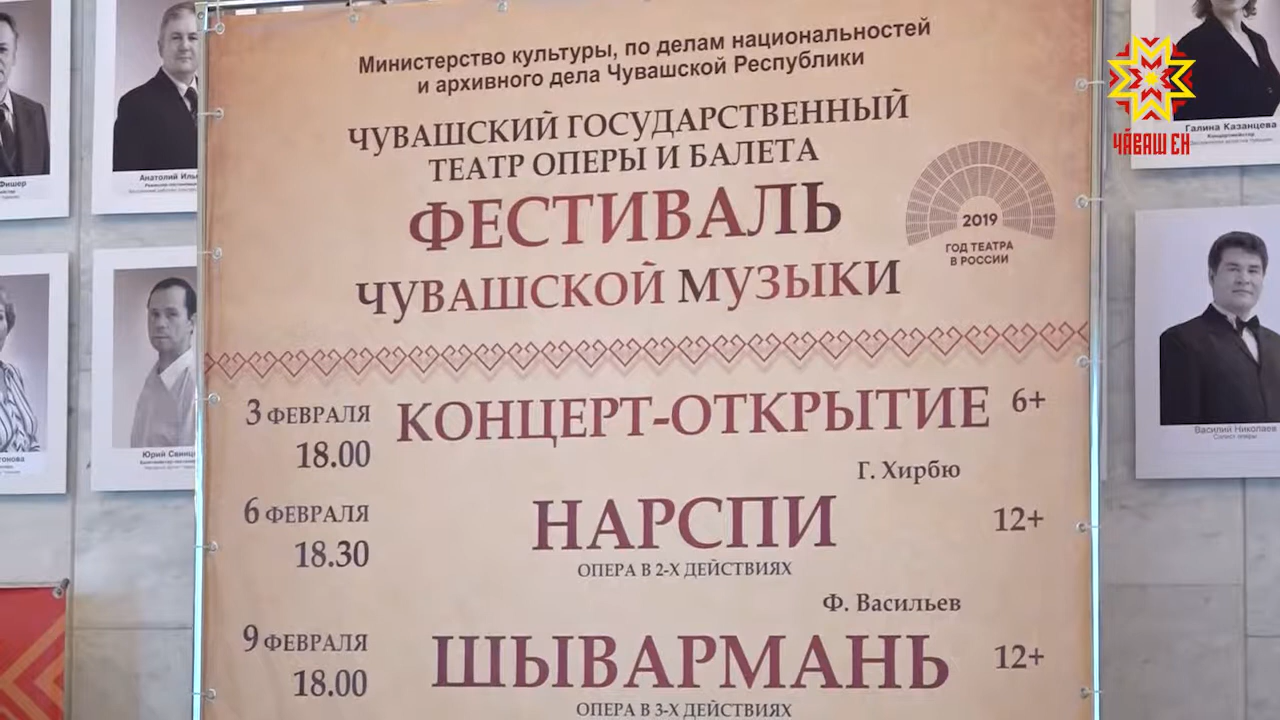 Министерство культуры, по делам национальностей
и архивного дела Чувашской Республики
ЧУВАШСКИЙ ГОСУДАРСТВЕННЫЙ
ТЕАТР ОПЕРЫ И БАЛЕТА
ФЕСТИВАЛЬ
ЧУВАШСКОЙ МУЗЫКИ
2019
ГОД ТЕАТРА
В РОССИИ
3 ФЕВРАЛЯ
18.00
КОНЦЕРТ-ОТКРЫТИЕ 6+
Г. Хирбю
6 ФЕВРАЛЯ
18.30
НАРСПИ 12+
ОПЕРА В 2-Х ДЕЙСТВИЯХ
Ф. Васильев
9 ФЕВРАЛЯ
18.00
ШЫВАРМАНЬ 12+
ОПЕРА В 3-Х ДЕЙСТВИЯХ
ЧӐВАШ ЕН
Фишер
Анатолий Иль
Юрий Свинц
Галина Казанцева
Концертмейстер
Василий Николаев
Солист оперы